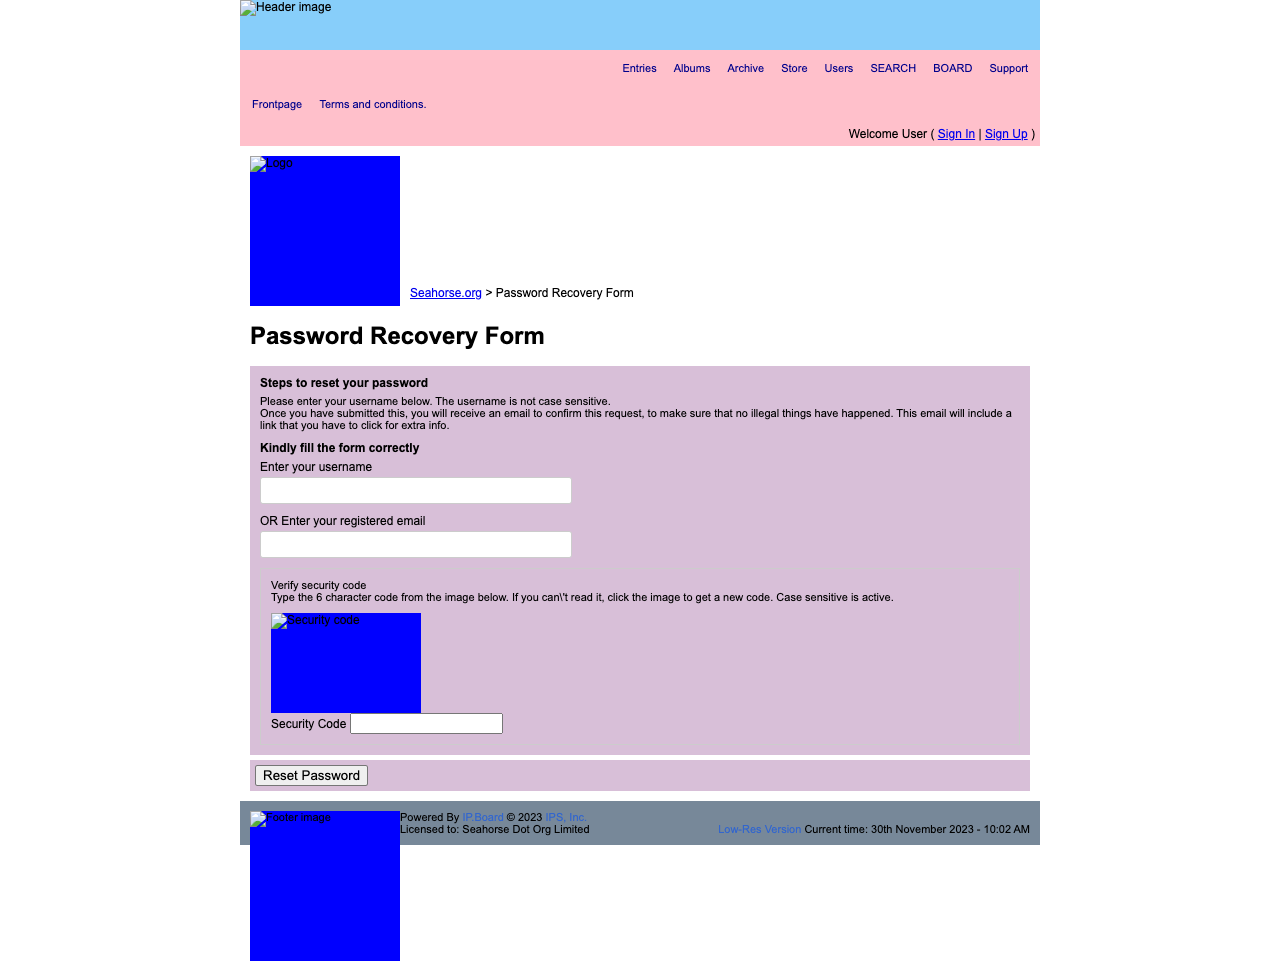 Header image
Entries Albums Archive Store Users SEARCH BOARD Support
Frontpage Terms and conditions.
Welcome User ( Sign In | Sign Up )
Logo
Seahorse.org > Password Recovery Form
Password Recovery Form
Steps to reset your password
Please enter your username below. The username is not case sensitive.
Once you have submitted this, you will receive an email to confirm this request, to make sure that no illegal things have happened. This email will include a
link that you have to click for extra info.
Kindly fill the form correctly
Enter your username
OR Enter your registered email
Verify security code
Type the 6 character code from the image below. If you can\'t read it, click the image to get a new code. Case sensitive is active.
Security code
Security Code
Reset Password
Footer image
Powered By IP.Board © 2023 IPS, Inc.
Licensed to: Seahorse Dot Org Limited
Low-Res Version Current time: 30th November 2023 - 10:02 AM